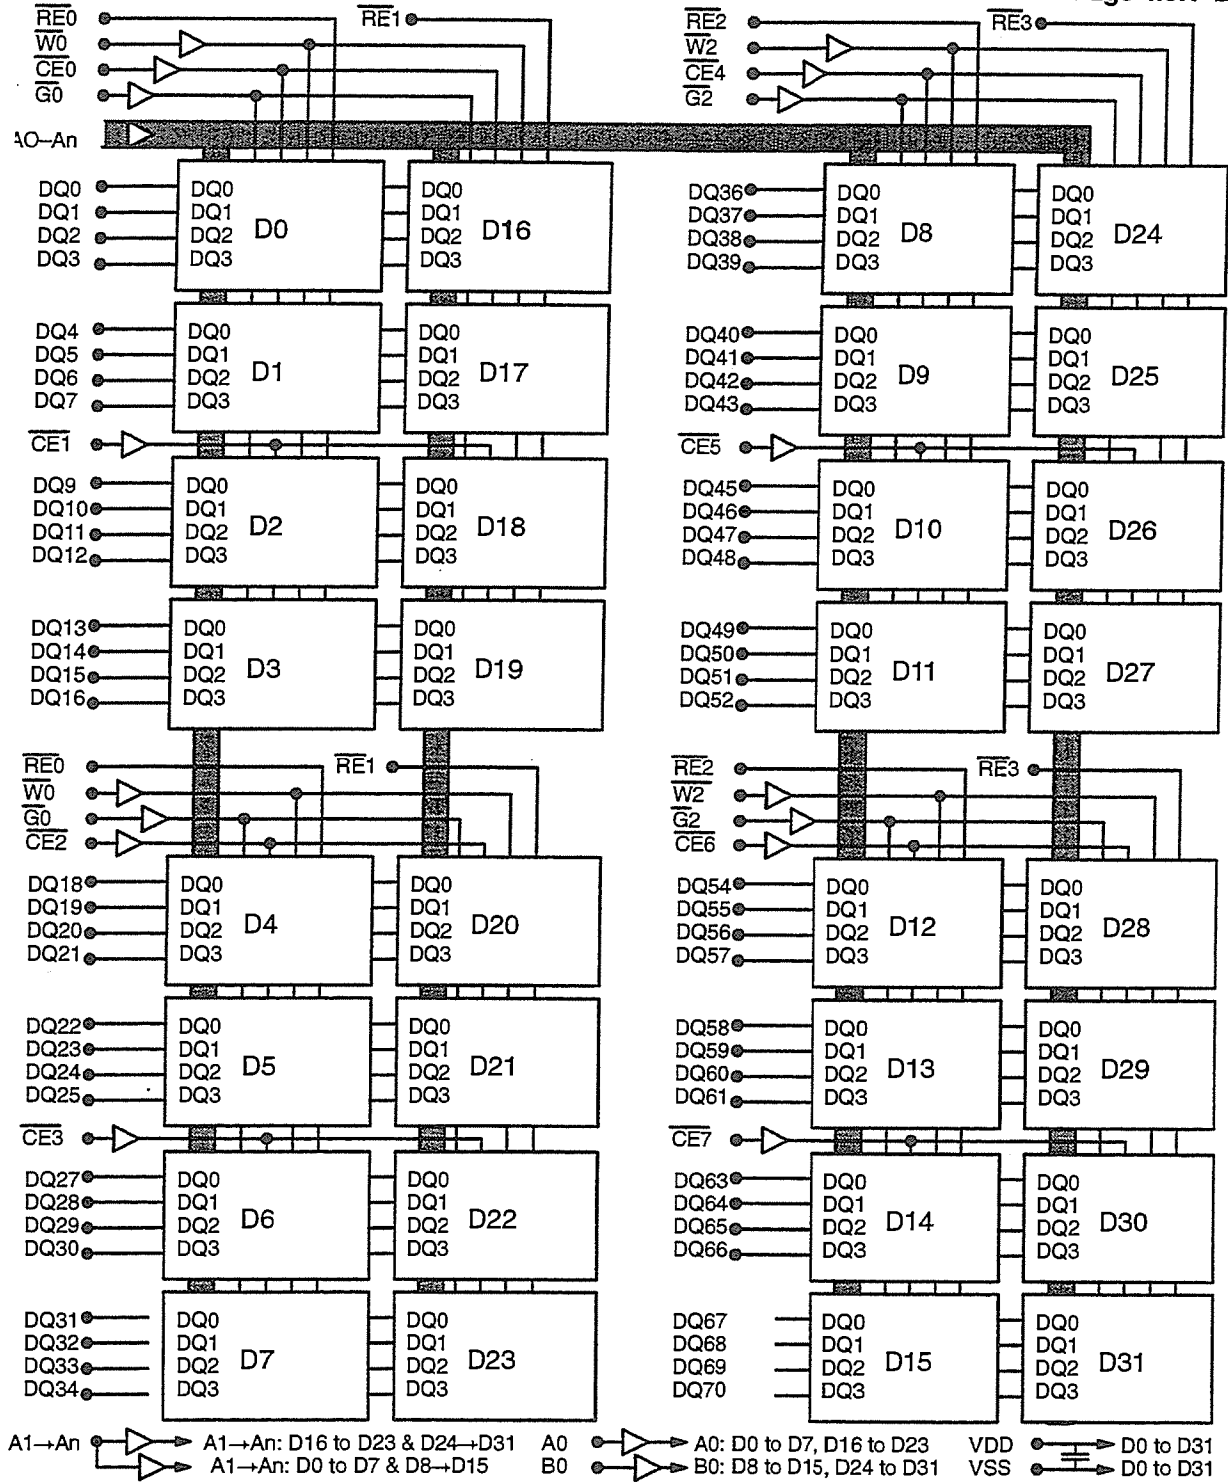 RE0 RE1 RE2 RE3
W0 W2
CE0 CE4
G0 G2
A0–An
DQ0 DQ0 DQ0 DQ36 DQ0 DQ0
DQ1 DQ1 D0 DQ1 D16 DQ37 DQ1 D8 DQ1 D24
DQ2 DQ2 DQ2 DQ38 DQ2 DQ2
DQ3 DQ3 DQ3 DQ39 DQ3 DQ3
DQ4 DQ0 DQ0 DQ40 DQ0 DQ0
DQ5 DQ1 D1 DQ1 D17 DQ41 DQ1 D9 DQ1 D25
DQ6 DQ2 DQ2 DQ42 DQ2 DQ2
DQ7 DQ3 DQ3 DQ43 DQ3 DQ3
CE1 CE5
DQ9 DQ0 DQ0 DQ45 DQ0 DQ0
DQ10 DQ1 D2 DQ1 D18 DQ46 DQ1 D10 DQ1 D26
DQ11 DQ2 DQ2 DQ47 DQ2 DQ2
DQ12 DQ3 DQ3 DQ48 DQ3 DQ3
DQ13 DQ0 DQ0 DQ49 DQ0 DQ0
DQ14 DQ1 D3 DQ1 D19 DQ50 DQ1 D11 DQ1 D27
DQ15 DQ2 DQ2 DQ51 DQ2 DQ2
DQ16 DQ3 DQ3 DQ52 DQ3 DQ3
RE0 RE1 RE2 RE3
W0 W2
G0 G2
CE2 CE6
DQ18 DQ0 DQ0 DQ54 DQ0 DQ0
DQ19 DQ1 D4 DQ1 D20 DQ55 DQ1 D12 DQ1 D28
DQ20 DQ2 DQ2 DQ56 DQ2 DQ2
DQ21 DQ3 DQ3 DQ57 DQ3 DQ3
DQ22 DQ0 DQ0 DQ58 DQ0 DQ0
DQ23 DQ1 D5 DQ1 D21 DQ59 DQ1 D13 DQ1 D29
DQ24 DQ2 DQ2 DQ60 DQ2 DQ2
DQ25 DQ3 DQ3 DQ61 DQ3 DQ3
CE3 CE7
DQ27 DQ0 DQ0 DQ63 DQ0 DQ0
DQ28 DQ1 D6 DQ1 D22 DQ64 DQ1 D14 DQ1 D30
DQ29 DQ2 DQ2 DQ65 DQ2 DQ2
DQ30 DQ3 DQ3 DQ66 DQ3 DQ3
DQ31 DQ0 DQ0 DQ67 DQ0 DQ0
DQ32 DQ1 D7 DQ1 D23 DQ68 DQ1 D15 DQ1 D31
DQ33 DQ2 DQ2 DQ69 DQ2 DQ2
DQ34 DQ3 DQ3 DQ70 DQ3 DQ3
A1→An A1→An: D16 to D23 & D24→D31 A0 A0: D0 to D7, D16 to D23 VDD D0 to D31
A1→An: D0 to D7 & D8→D15 B0 B0: D8 to D15, D24 to D31 VSS D0 to D31